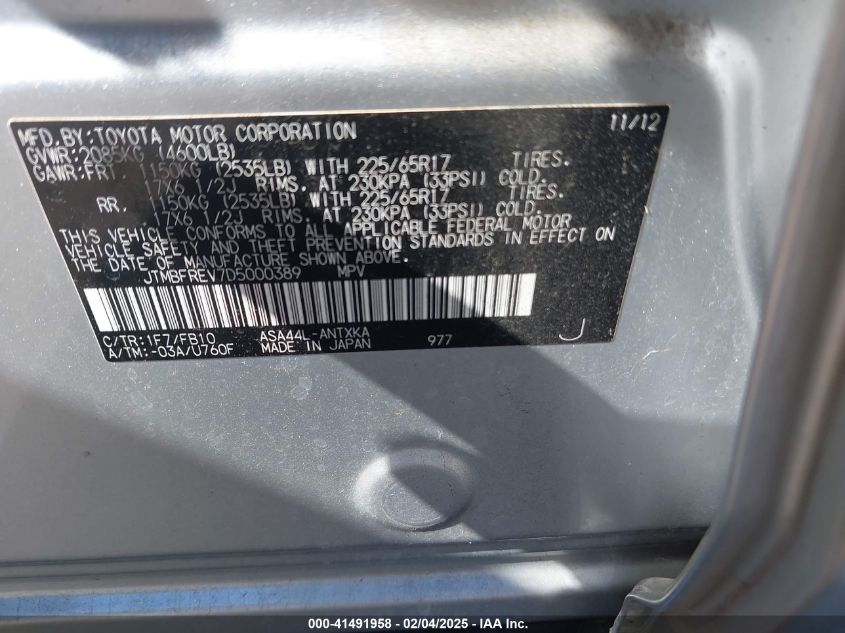 MFD. BY: TOYOTA MOTOR CORPORATION 11/12
GVWR: 2085KG (4600LB)
GAWR: FRT 1150KG (2535LB) WITH 225/65R17 TIRES.
17X6 1/2J RIMS. AT 230KPA (33PSI) COLD.
RR. 1150KG (2535LB) WITH 225/65R17 TIRES.
17X6 1/2J RIMS. AT 230KPA (33PSI) COLD.
THIS VEHICLE CONFORMS TO ALL APPLICABLE FEDERAL MOTOR
VEHICLE SAFETY AND THEFT PREVENTION STANDARDS IN EFFECT ON
THE DATE OF MANUFACTURE SHOWN ABOVE.
JTMBFREV7D5000389 MPV
C/TR: 1F7/FB10 ASA44L-ANTXKA
A/TM: -03A/U760F MADE IN JAPAN 977 J
000-41491958 - 02/04/2025 - IAA Inc.